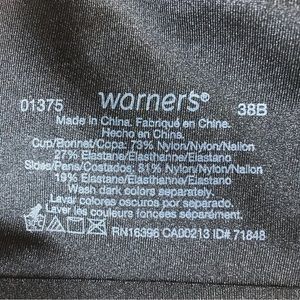 01375 warners® 38B
Made in China. Fabriqué en Chine.
Hecho en China.
Cup/Bonnet/Copa: 73% Nylon/Nylon/Nailon
27% Elastane/Elasthanne/Elastano
Sides/Pans/Costados: 81% Nylon/Nylon/Nailon
19% Elastane/Elasthanne/Elastano
Wash dark colors separately.
Lavar colores oscuros por separado.
Laver les couleurs foncées séparément.
RN16396 CA00213 ID# 71848